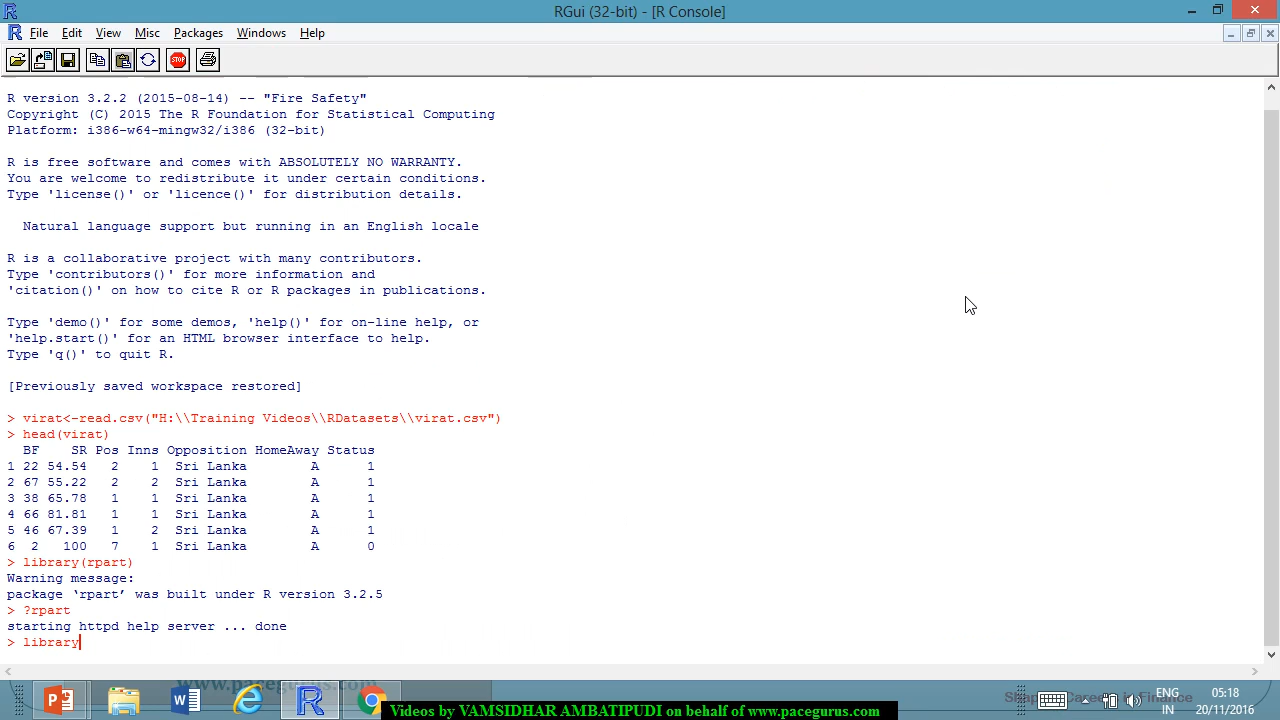 RGui (32-bit) - [R Console]
File Edit View Misc Packages Windows Help
STOP
R version 3.2.2 (2015-08-14) -- "Fire Safety"
Copyright (C) 2015 The R Foundation for Statistical Computing
Platform: i386-w64-mingw32/i386 (32-bit)
R is free software and comes with ABSOLUTELY NO WARRANTY.
You are welcome to redistribute it under certain conditions.
Type 'license()' or 'licence()' for distribution details.
Natural language support but running in an English locale
R is a collaborative project with many contributors.
Type 'contributors()' for more information and
'citation()' on how to cite R or R packages in publications.
Type 'demo()' for some demos, 'help()' for on-line help, or
'help.start()' for an HTML browser interface to help.
Type 'q()' to quit R.
[Previously saved workspace restored]
> virat<-read.csv("H:\\Training Videos\\RDatasets\\virat.csv")
> head(virat)
BF SR Pos Inns Opposition HomeAway Status
1 22 54.54 2 1 Sri Lanka A 1
2 67 55.22 2 2 Sri Lanka A 1
3 38 65.78 1 1 Sri Lanka A 1
4 66 81.81 1 1 Sri Lanka A 1
5 46 67.39 1 2 Sri Lanka A 1
6 2 100 7 1 Sri Lanka A 0
> library(rpart)
Warning message:
package ‘rpart’ was built under R version 3.2.5
> ?rpart
starting httpd help server ... done
> library
www.pacegurus.com
in Finance
ENG
IN
05:18
20/11/2016
Videos by VAMSIDHAR AMBATIPUDI on behalf of www.pacegurus.com